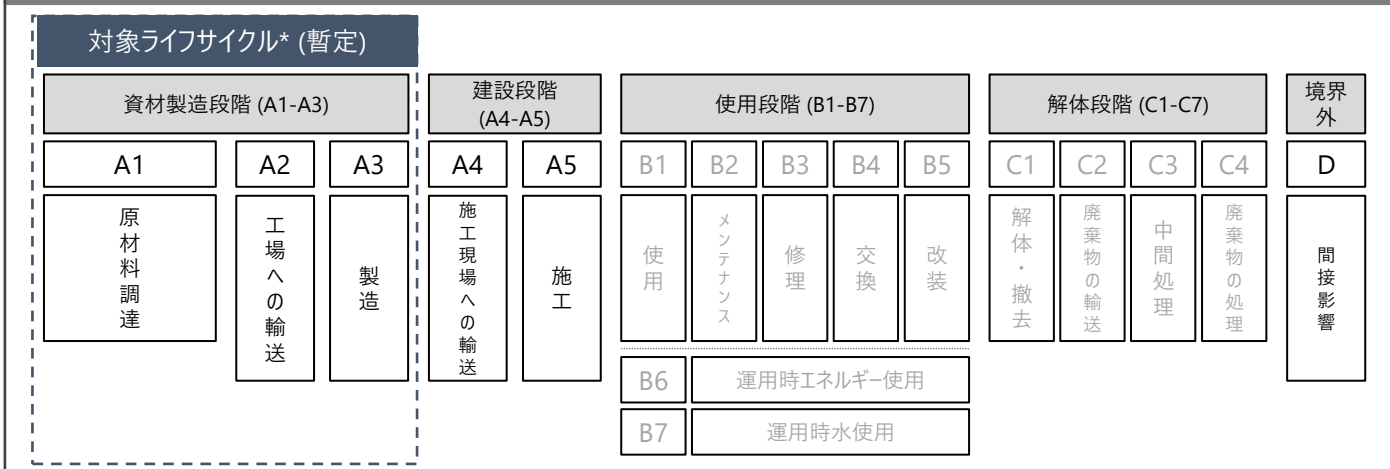 対象ライフサイクル* (暫定)
資材製造段階 (A1-A3)
建設段階
(A4-A5)
使用段階 (B1-B7)
解体段階 (C1-C7)
境界
外
A1
A2
A3
A4
A5
B1
B2
B3
B4
B5
C1
C2
C3
C4
D
原材料調達
工場への輸送
製造
施工現場への輸送
施工
使用
メンテナンス
修理
交換
改装
解体・撤去
廃棄物の輸送
中間処理
廃棄物の処理
間接影響
B6
運用時エネルギー使用
B7
運用時水使用